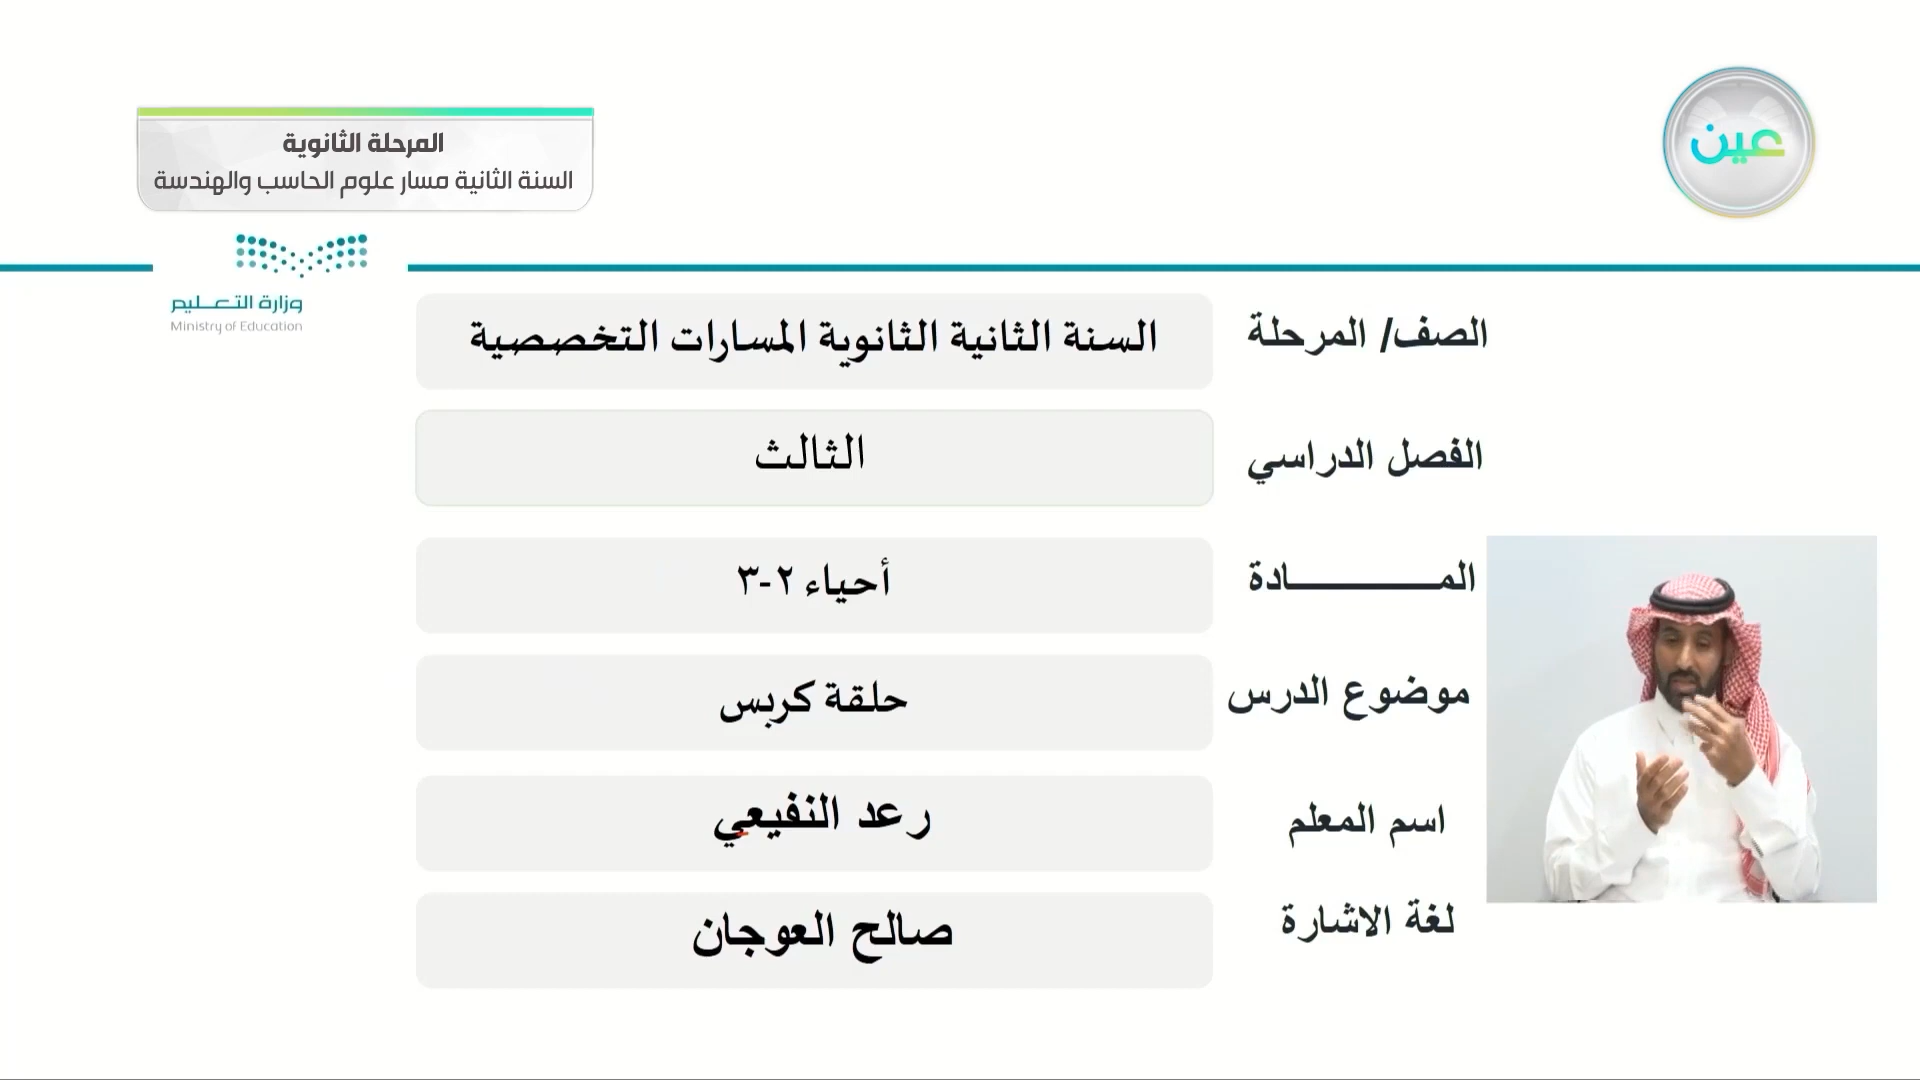 المرحلة الثانوية
السنة الثانية مسار علوم الحاسب والهندسة
عين
وزارة التعليم
Ministry of Education
الصف/ المرحلة
السنة الثانية الثانوية المسارات التخصصية
الفصل الدراسي
الثالث
المـــــــــــــادة
أحياء ٢-٣
موضوع الدرس
حلقة كربس
اسم المعلم
رعد النفيعي
لغة الاشارة
صالح العوجان